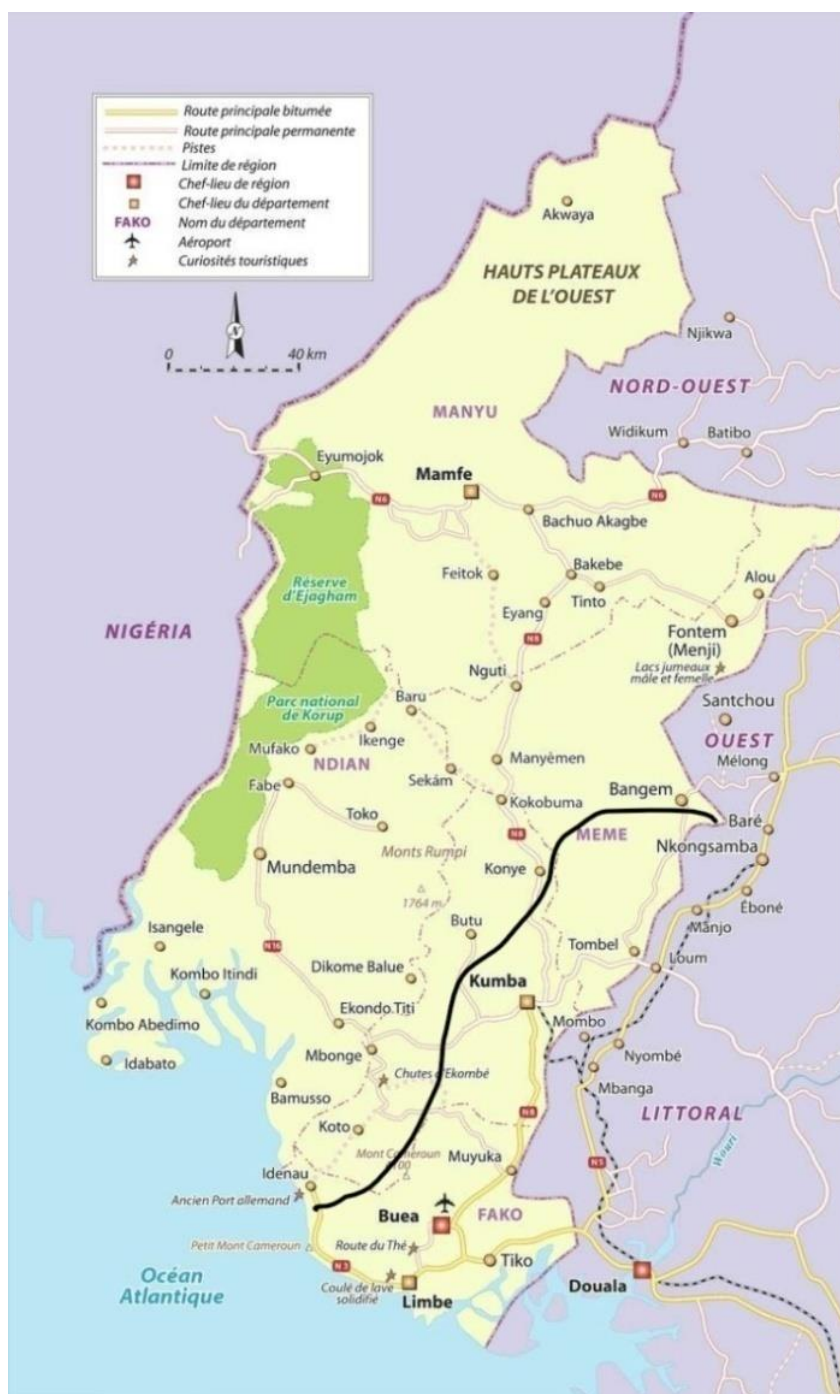 Route principale bitumée
Route principale permanente
Pistes
Limite de région
Chef-lieu de région
Chef-lieu du département
FAKO Nom du département
Aéroport
Curiosités touristiques
N
0 40 km
Akwaya
HAUTS PLATEAUX
DE L'OUEST
Njikwa
NORD-OUEST
MANYU
Widikum
Batibo
Eyumojok
Mamfe
N6
N6
Bachuo Akagbe
Feitok
Bakebe
Alou
Réserve
d'Ejagham
Eyang
Tinto
NIGÉRIA
Fontem
(Menji)
N8
Lacs jumeaux
mâle et femelle
Nguti
Parc national
de Korup
Baru
Santchou
Ikenge
OUEST
Mufako
NDIAN
Manyèmen
Mélong
Sekám
Fabe
Bangem
Kokobuma
Toko
Baré
N8
MEME
Monts Rumpi
Nkongsamba
Mundemba
Konye
Éboné
1764 m
Manjo
Butu
Isangele
N16
Tombel
Dikome Balue
Loum
Kombo Itindi
Kumba
Kombo Abedimo
Ekondo Titi
Mombo
Mbonge
Nyombé
Idabato
Chutes d'Ekombé
Mbanga
Bamusso
N8
LITTORAL
Koto
Wouri
Mont Cameroun
Muyuka
N5
Idenau
Ancien Port allemand
Buea
FAKO
Petit Mont Cameroun
Route du Thé
Tiko
N3
Océan
Atlantique
Coulé de lave
solidifié
Limbe
Douala